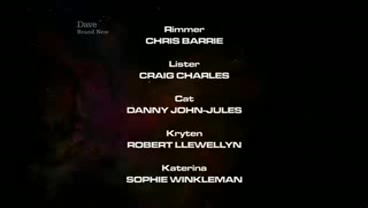 Dave
Brand New
Rimmer
CHRIS BARRIE
Lister
CRAIG CHARLES
Cat
DANNY JOHN-JULES
Kryten
ROBERT LLEWELLYN
Katerina
SOPHIE WINKLEMAN